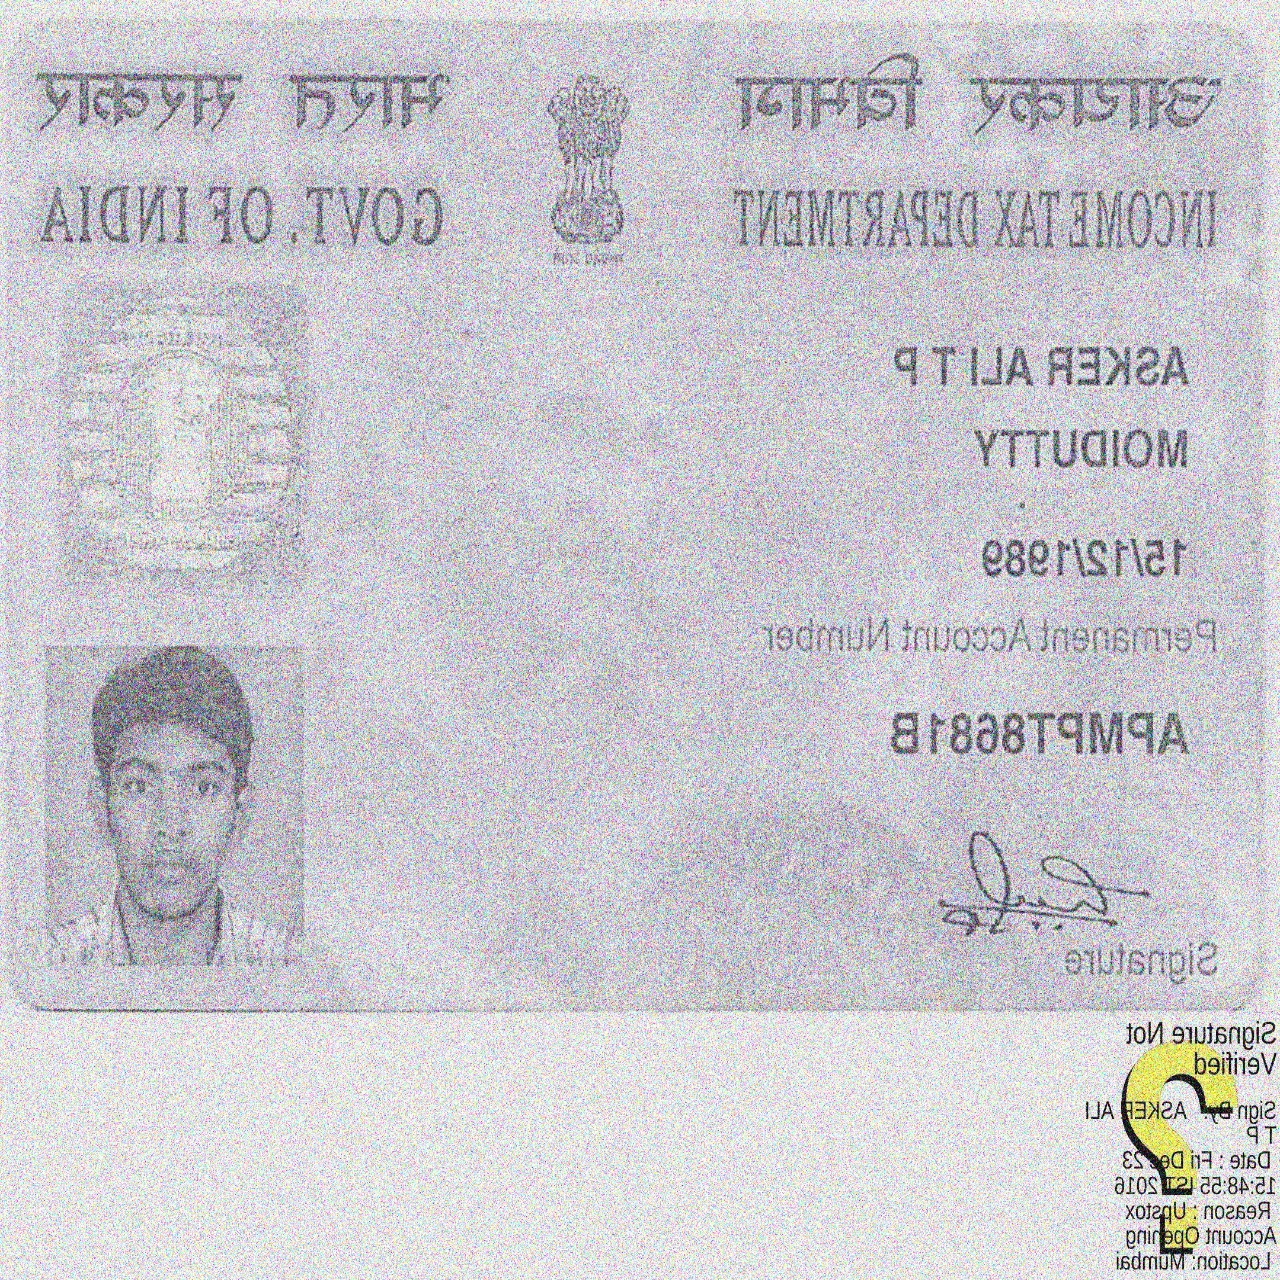 आयकर विभाग
INCOME TAX DEPARTMENT
भारत सरकार
GOVT. OF INDIA
ASKER ALI T P
MOIDUTTY
15/12/1989
Permanent Account Number
APMPT8681B
Signature
Signature Not
Verified
Sign By: ASKER ALI
T P
Date : Fri Dec 23
15:48:55 IST 2016
Reason : Upstox
Account Opening
Location: Mumbai